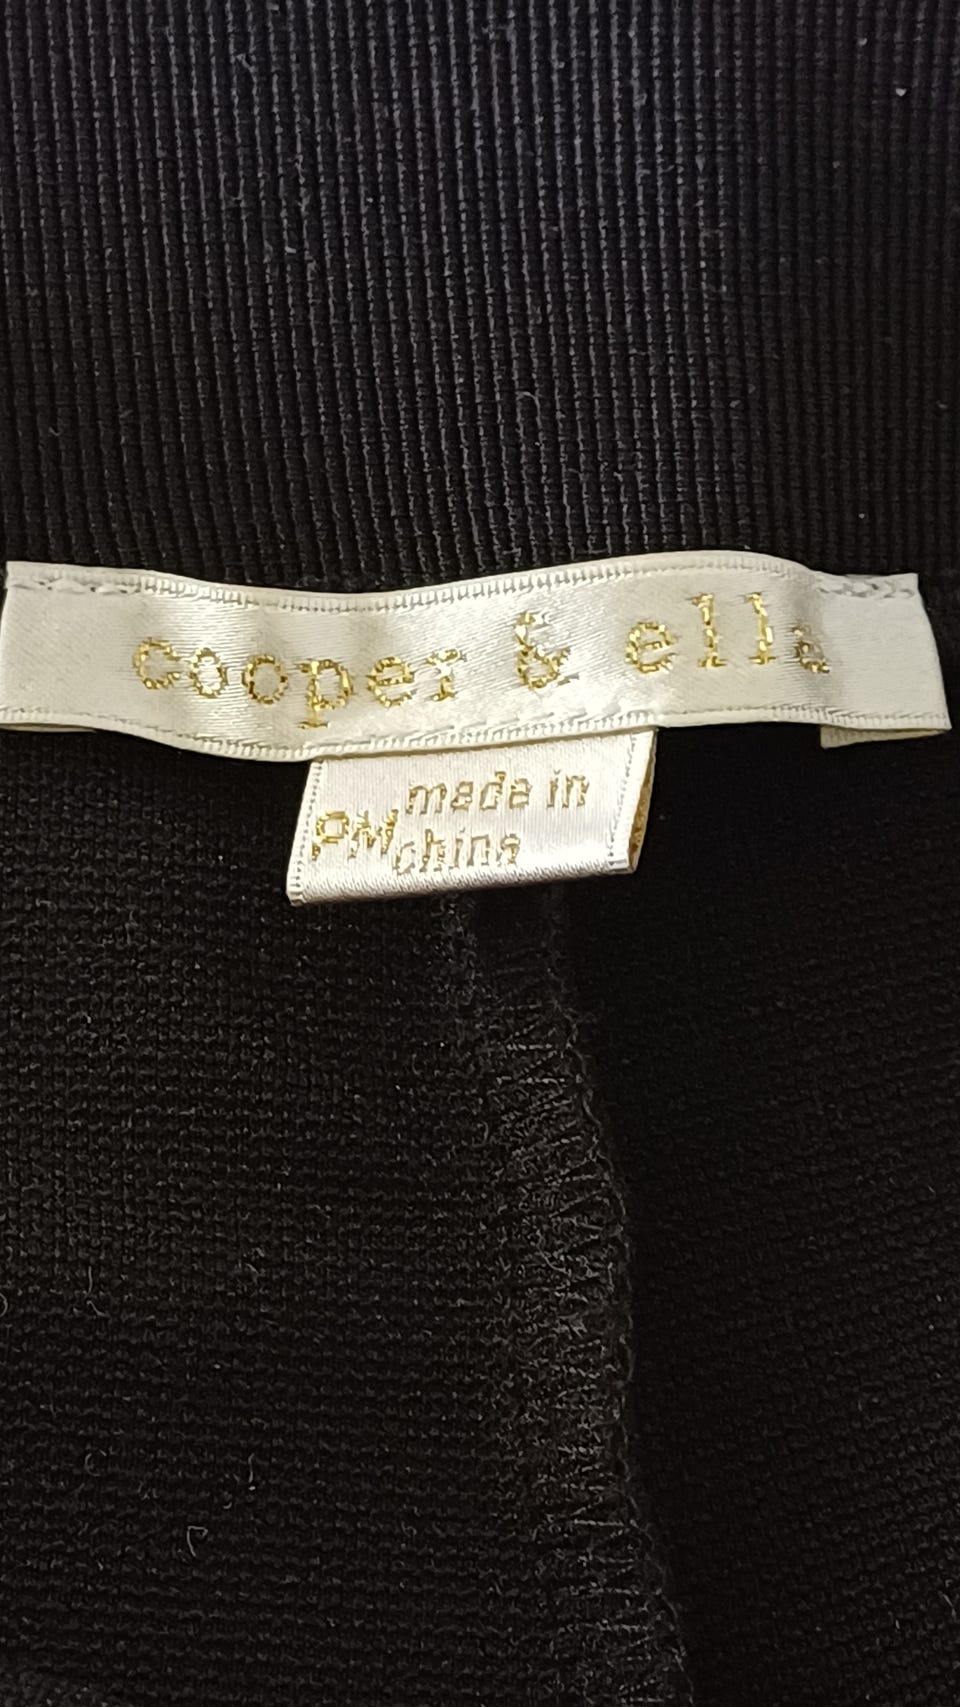 cooper & ella
PM made in
china